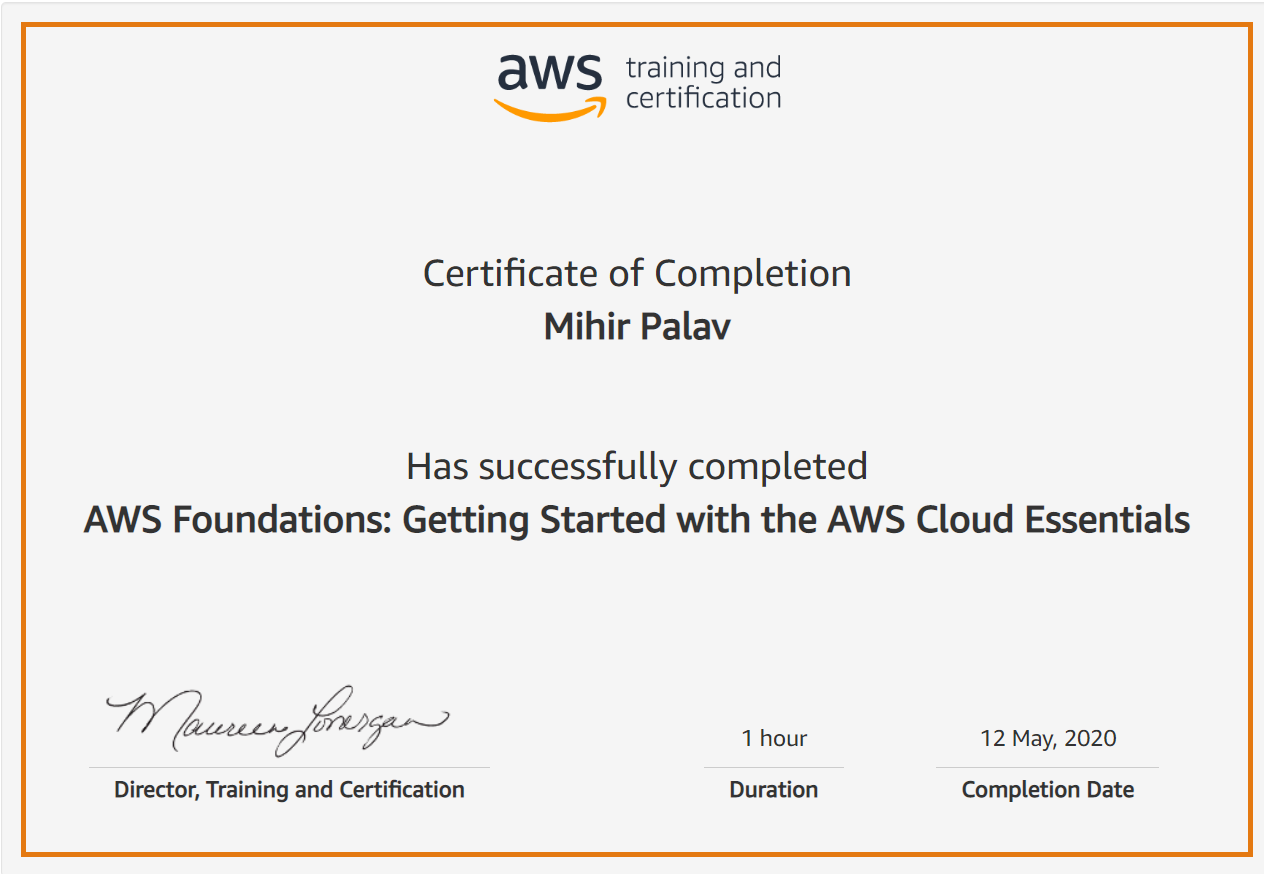 aws training and
certification
Certificate of Completion
Mihir Palav
Has successfully completed
AWS Foundations: Getting Started with the AWS Cloud Essentials
Maureen Lonergan
Director, Training and Certification
1 hour
Duration
12 May, 2020
Completion Date